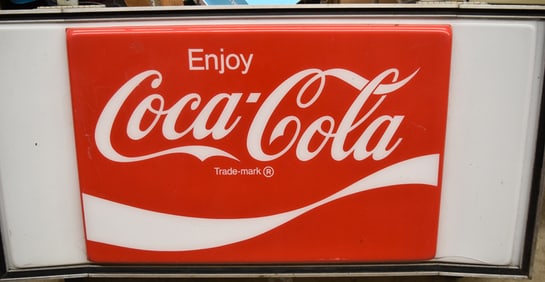 Enjoy
Coca-Cola
Trade-mark ®